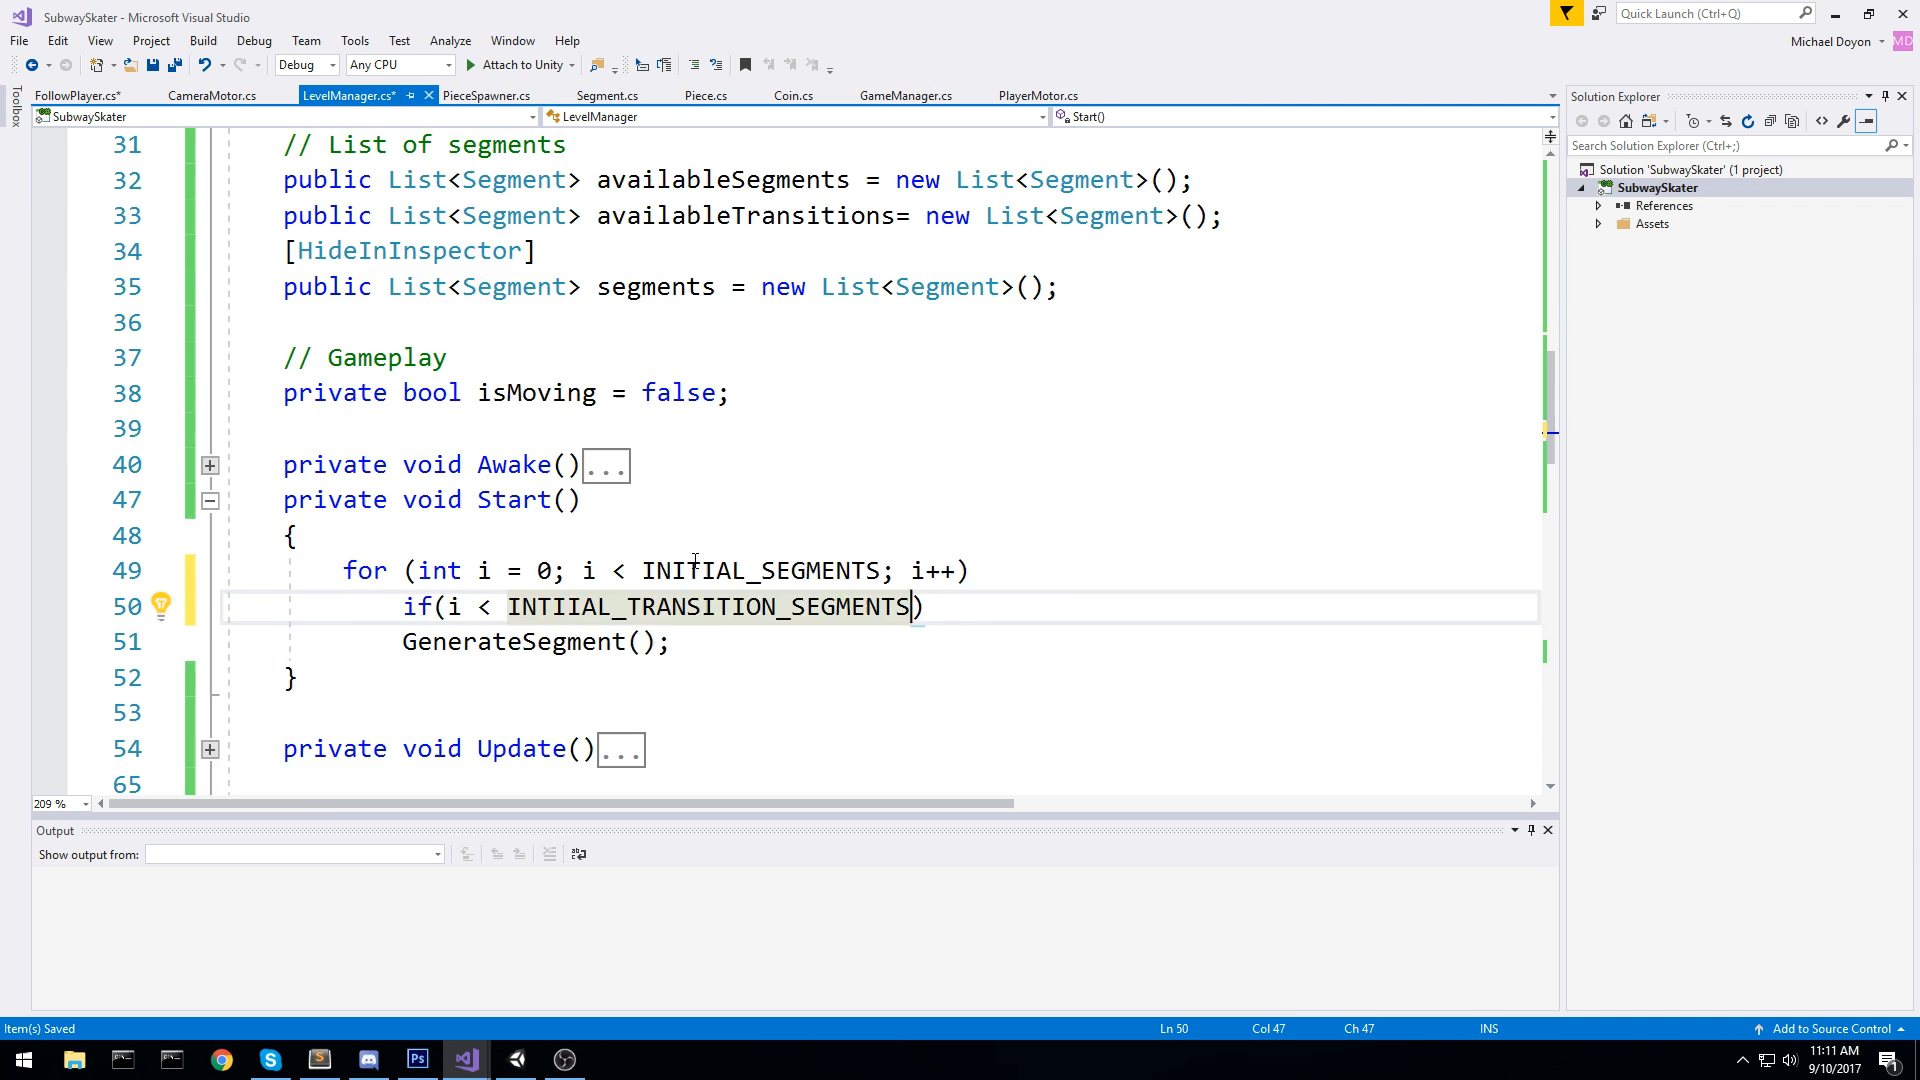 SubwaySkater - Microsoft Visual Studio
Quick Launch (Ctrl+Q)
File Edit View Project Build Debug Team Tools Test Analyze Window Help
Michael Doyon MD
Debug Any CPU Attach to Unity
Toolbox
FollowPlayer.cs* CameraMotor.cs LevelManager.cs* PieceSpawner.cs Segment.cs Piece.cs Coin.cs GameManager.cs PlayerMotor.cs
SubwaySkater LevelManager Start()
31 // List of segments
32 public List<Segment> availableSegments = new List<Segment>();
33 public List<Segment> availableTransitions= new List<Segment>();
34 [HideInInspector]
35 public List<Segment> segments = new List<Segment>();
36
37 // Gameplay
38 private bool isMoving = false;
39
40 private void Awake()...
47 private void Start()
48 {
49 for (int i = 0; i < INITIAL_SEGMENTS; i++)
50 if(i < INTIIAL_TRANSITION_SEGMENTS)
51 GenerateSegment();
52 }
53
54 private void Update()...
65
209 %
Output
Show output from:
Solution Explorer
Search Solution Explorer (Ctrl+;)
Solution 'SubwaySkater' (1 project)
SubwaySkater
References
Assets
Item(s) Saved Ln 50 Col 47 Ch 47 INS Add to Source Control
Ps
11:11 AM
9/10/2017
1